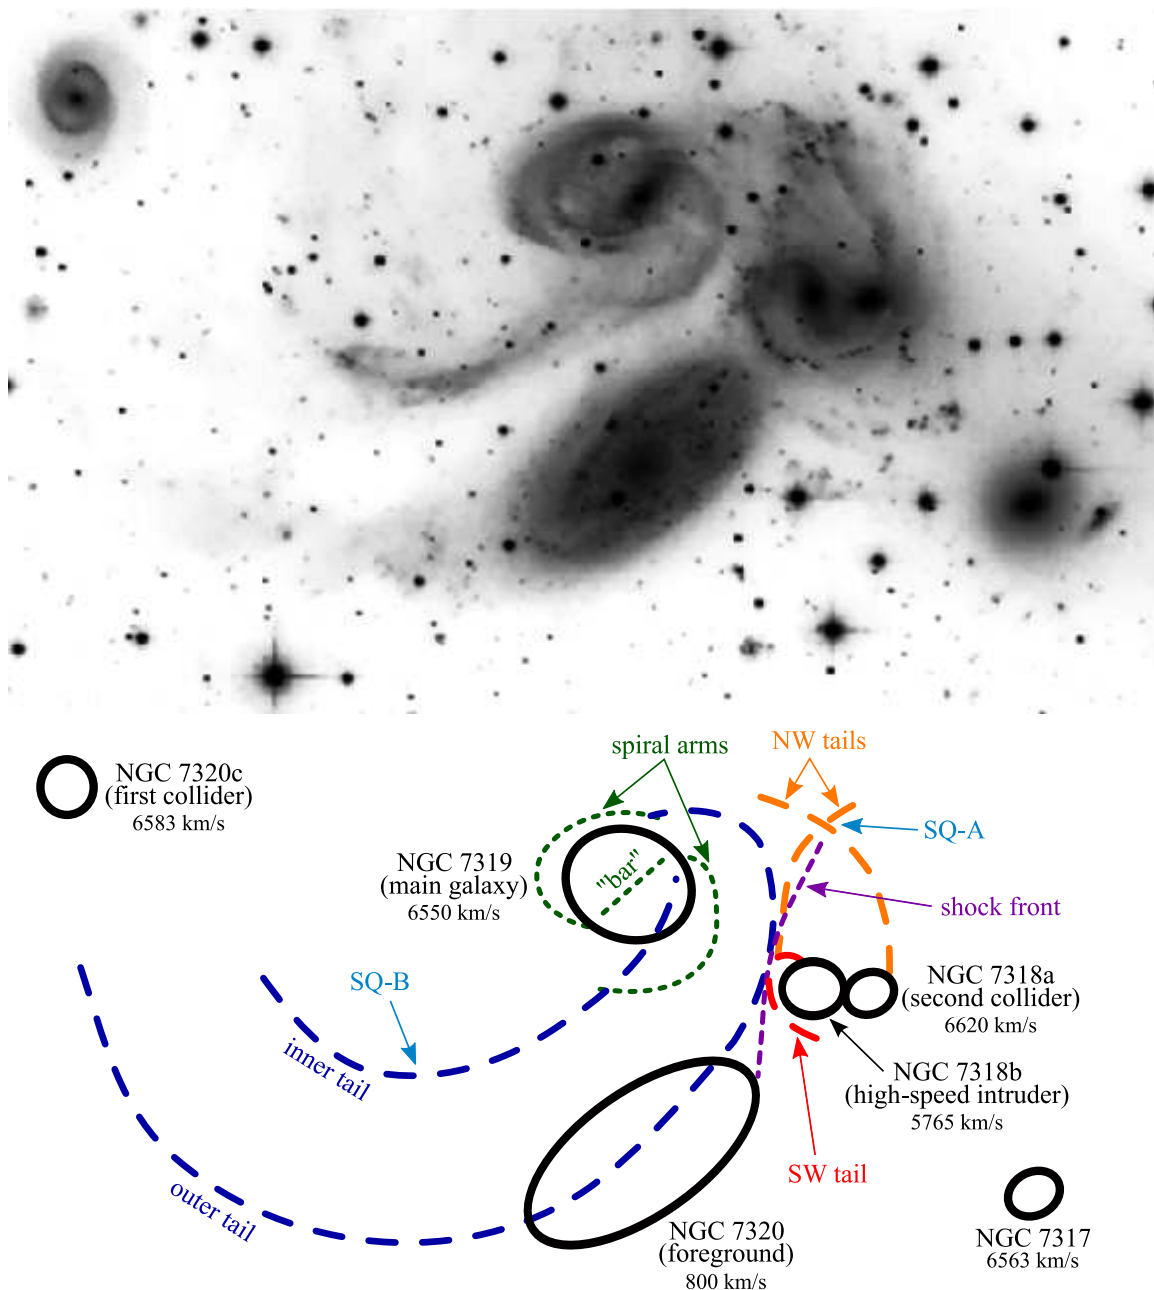 spiral arms
NW tails
NGC 7320c
(first collider)
6583 km/s
SQ-A
NGC 7319
(main galaxy)
6550 km/s
"bar"
shock front
SQ-B
NGC 7318a
(second collider)
6620 km/s
inner tail
NGC 7318b
(high-speed intruder)
5765 km/s
SW tail
outer tail
NGC 7320
(foreground)
800 km/s
NGC 7317
6563 km/s